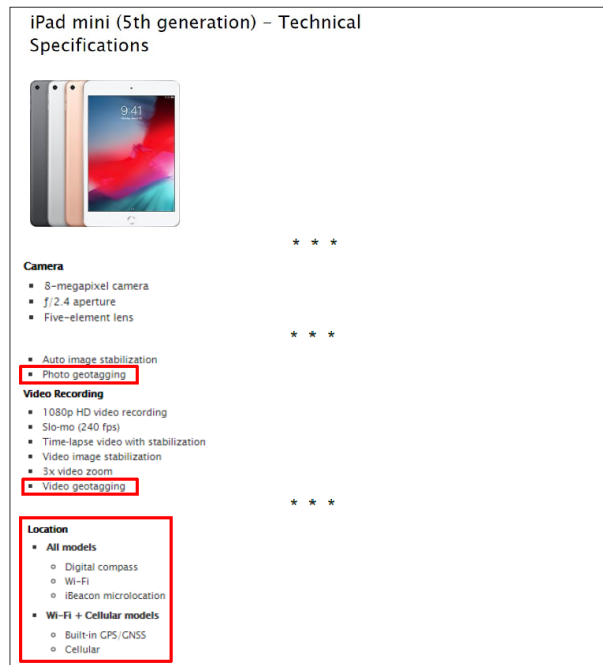 iPad mini (5th generation) – Technical
Specifications
9:41
* * *
Camera
▪ 8-megapixel camera
▪ ƒ/2.4 aperture
▪ Five-element lens
* * *
▪ Auto image stabilization
▪ Photo geotagging
Video Recording
▪ 1080p HD video recording
▪ Slo-mo (240 fps)
▪ Time-lapse video with stabilization
▪ Video image stabilization
▪ 3x video zoom
▪ Video geotagging
* * *
Location
▪ All models
○ Digital compass
○ Wi-Fi
○ iBeacon microlocation
▪ Wi-Fi + Cellular models
○ Built-in GPS/GNSS
○ Cellular